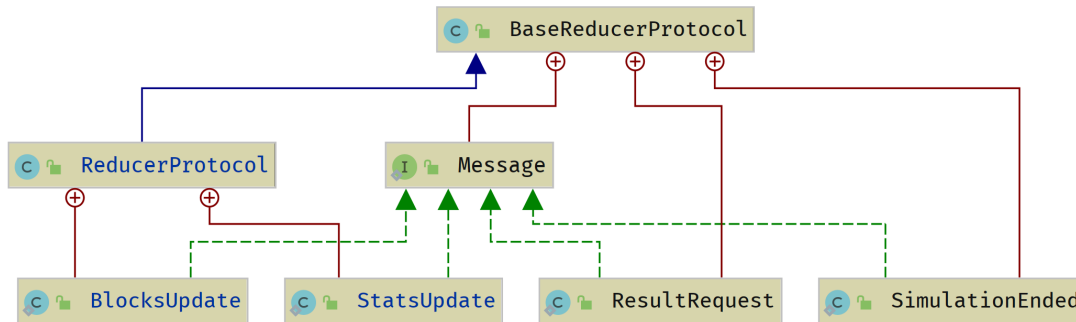 C BaseReducerProtocol
C ReducerProtocol
I Message
C BlocksUpdate
C StatsUpdate
C ResultRequest
C SimulationEnded